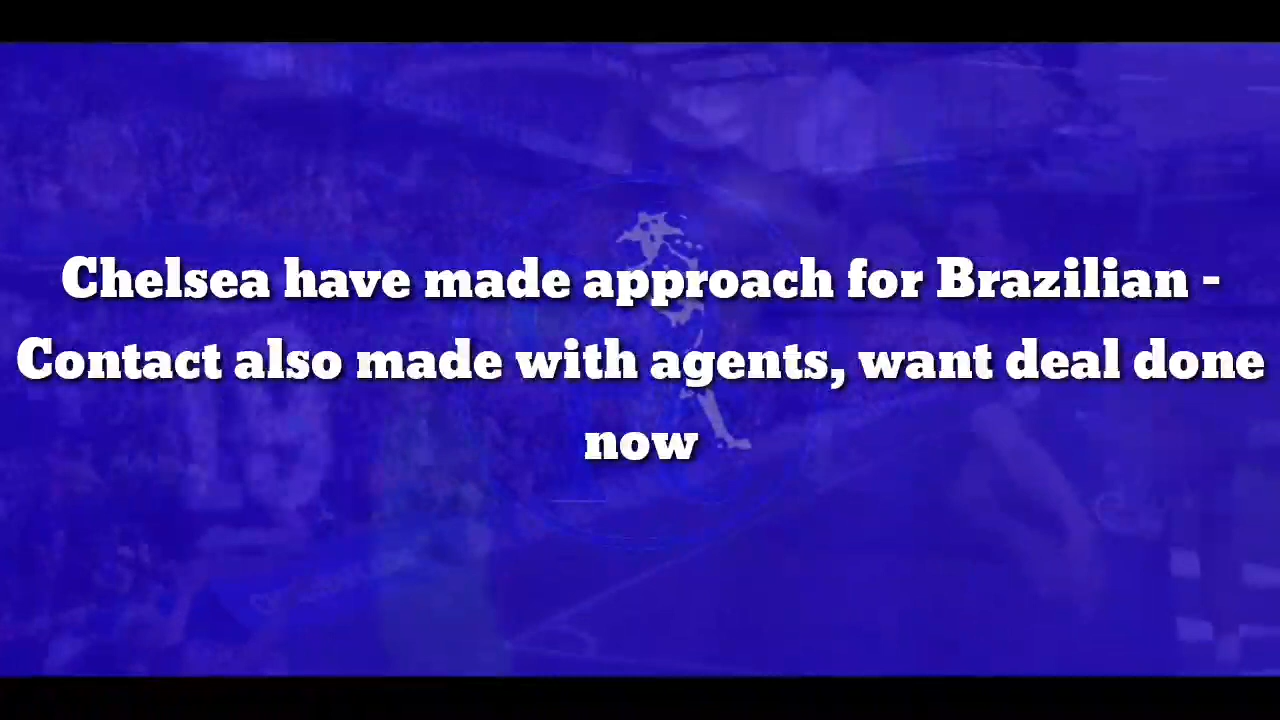 Chelsea have made approach for Brazilian -
Contact also made with agents, want deal done
now